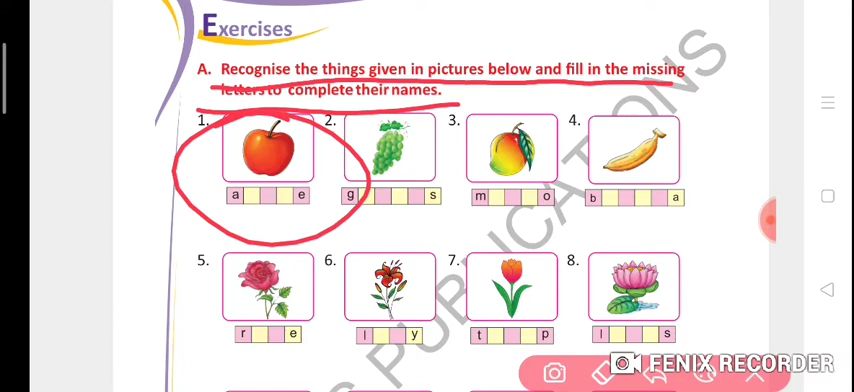 Exercises
A. Recognise the things given in pictures below and fill in the missing
letters to complete their names.
1. 2. 3. 4.
a e g s m o b a
5. 6. 7. 8.
r e l y t p l s
S PUBLICATIONS
FENIX RECORDER